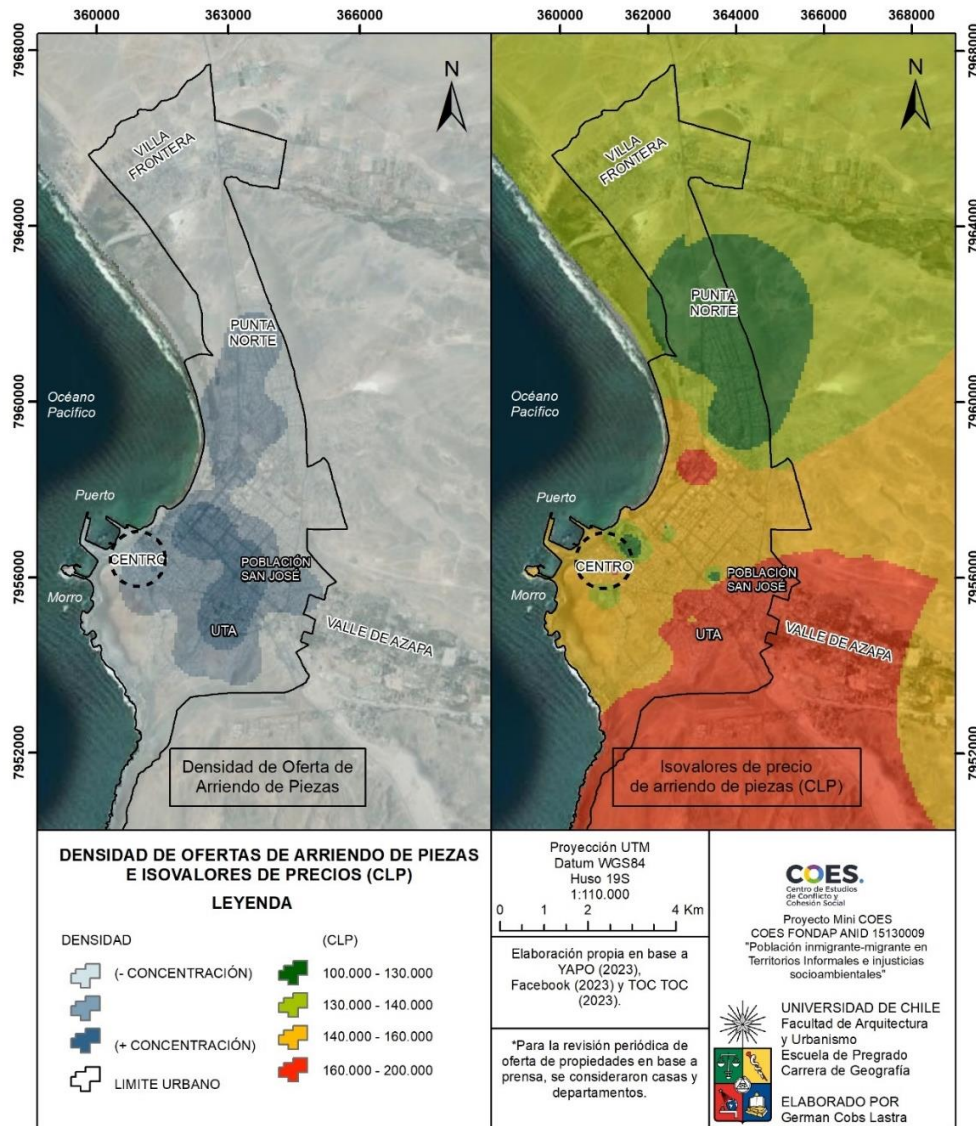 360000 363000 366000
360000 362000 364000 366000 368000
7968000
7964000
7960000
7956000
7952000
N
VILLA
FRONTERA
PUNTA
NORTE
Océano
Pacífico
Puerto
CENTRO
POBLACIÓN
SAN JOSÉ
Morro
UTA
VALLE DE AZAPA
Densidad de Oferta de
Arriendo de Piezas
N
VILLA
FRONTERA
PUNTA
NORTE
Océano
Pacífico
Puerto
CENTRO
POBLACIÓN
SAN JOSÉ
Morro
UTA
VALLE DE AZAPA
Isovalores de precio
de arriendo de piezas (CLP)
7968000
7964000
7960000
7956000
7952000
DENSIDAD DE OFERTAS DE ARRIENDO DE PIEZAS
E ISOVALORES DE PRECIOS (CLP)
LEYENDA
DENSIDAD
(- CONCENTRACIÓN)
(+ CONCENTRACIÓN)
LIMITE URBANO
(CLP)
100.000 - 130.000
130.000 - 140.000
140.000 - 160.000
160.000 - 200.000
Proyección UTM
Datum WGS84
Huso 19S
1:110.000
0 1 2 4 Km
Elaboración propia en base a
YAPO (2023),
Facebook (2023) y TOC TOC
(2023).
*Para la revisión periódica de
oferta de propiedades en base a
prensa, se consideraron casas y
departamentos.
COES.
Centro de Estudios
de Conflicto y
Cohesión Social
Proyecto Mini COES
COES FONDAP ANID 15130009
"Población inmigrante-migrante en
Territorios Informales e injusticias
socioambientales"
UNIVERSIDAD DE CHILE
Facultad de Arquitectura
y Urbanismo
Escuela de Pregrado
Carrera de Geografía
ELABORADO POR
German Cobs Lastra